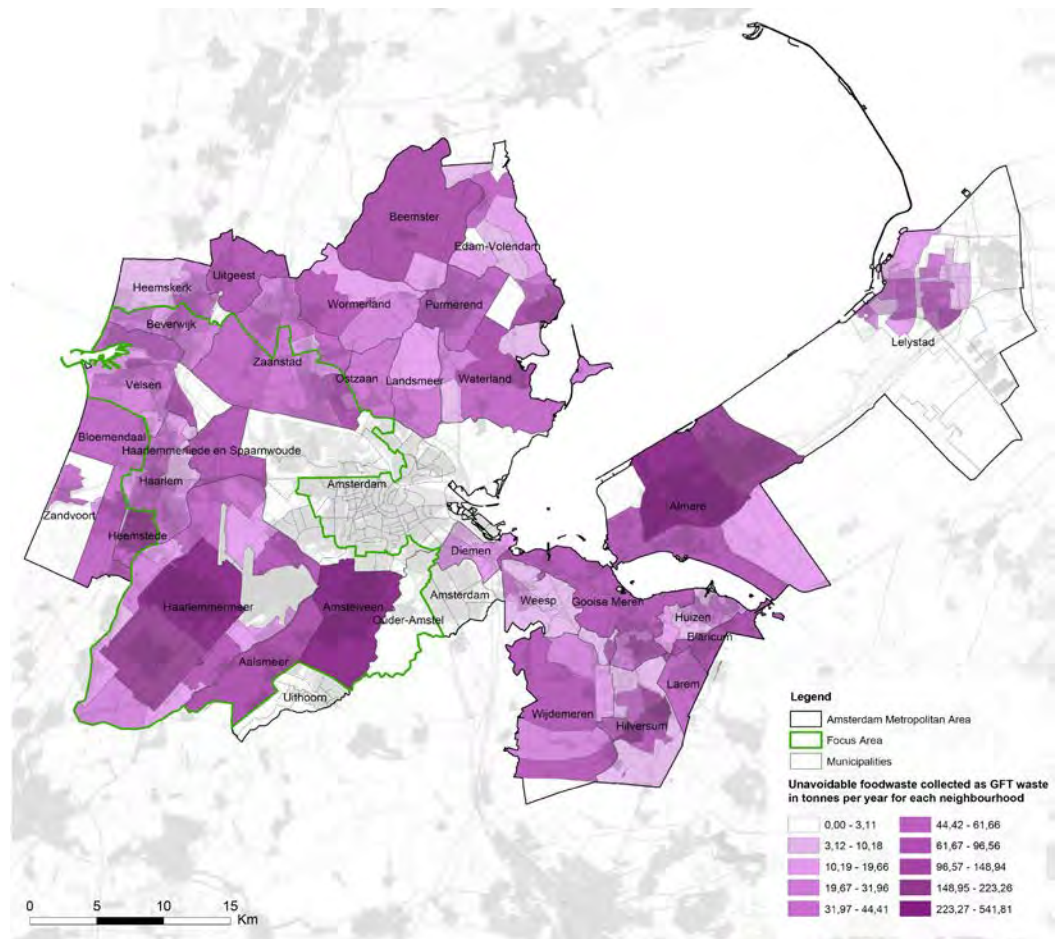 Beemster
Edam-Volendam
Uitgeest
Heemskerk
Wormerland
Purmerend
Beverwijk
Lelystad
Zaanstad
Ostzaan
Landsmeer
Waterland
Velsen
Bloemendaal
Haarlemmerliede en Spaarnwoude
Haarlem
Amsterdam
Almere
Zandvoort
Heemstede
Diemen
Amsterdam
Weesp
Gooise Meren
Haarlemmermeer
Amstelveen
Ouder-Amstel
Huizen
Blaricum
Aalsmeer
Uithoorn
Larem
Wijdemeren
Hilversum
Legend
Amsterdam Metropolitan Area
Focus Area
Municipalities
Unavoidable foodwaste collected as GFT waste
in tonnes per year for each neighbourhood
0,00 - 3,11
3,12 - 10,18
10,19 - 19,66
19,67 - 31,96
31,97 - 44,41
44,42 - 61,66
61,67 - 96,56
96,57 - 148,94
148,95 - 223,26
223,27 - 541,81
0 5 10 15
Km